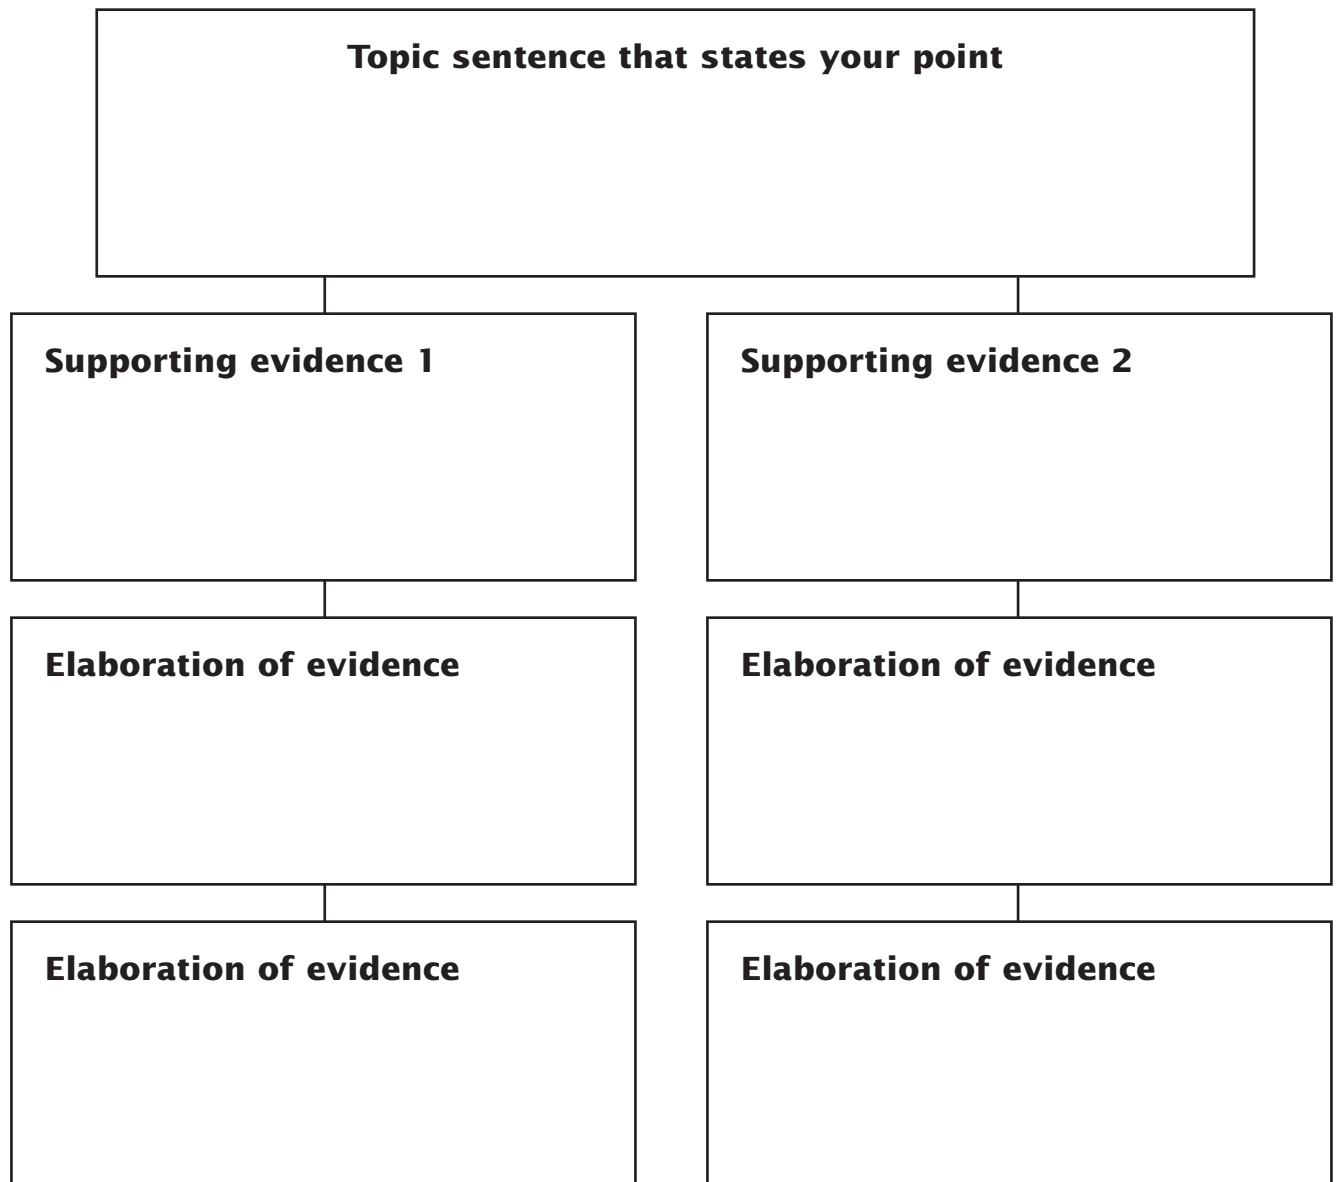 Topic sentence that states your point
Supporting evidence 1
Supporting evidence 2
Elaboration of evidence
Elaboration of evidence
Elaboration of evidence
Elaboration of evidence